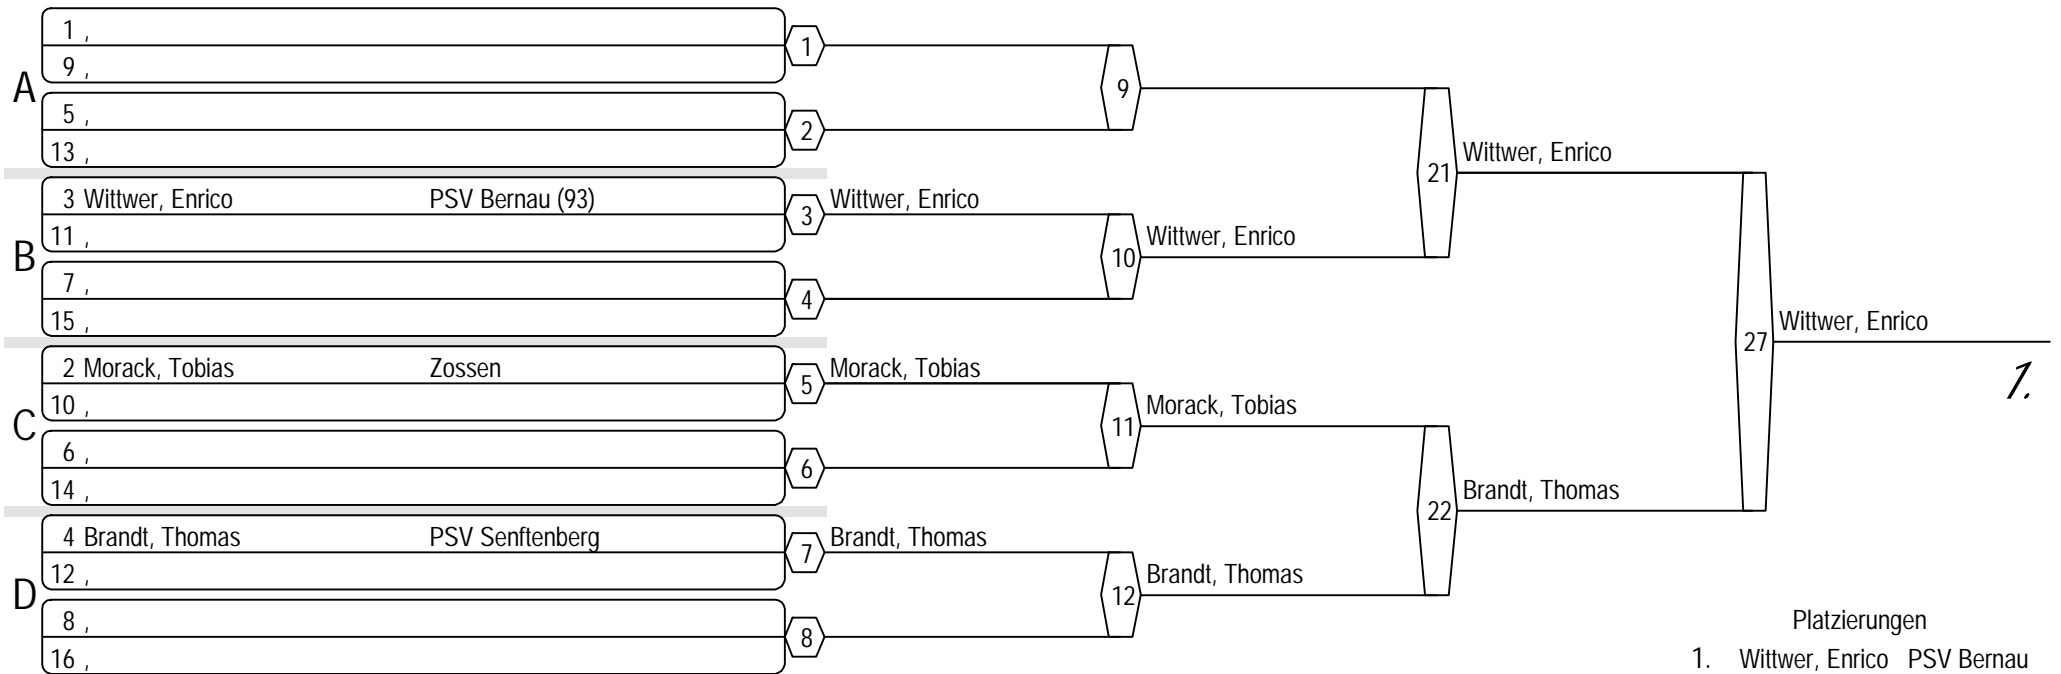 1 ,
1
9 ,
A
9
5 ,
2
13 ,
21 Wittwer, Enrico
3 Wittwer, Enrico PSV Bernau (93)
3 Wittwer, Enrico
11 ,
B
10 Wittwer, Enrico
7 ,
4
15 ,
27 Wittwer, Enrico
1.
2 Morack, Tobias Zossen
5 Morack, Tobias
10 ,
C
11 Morack, Tobias
6 ,
6
14 ,
22 Brandt, Thomas
4 Brandt, Thomas PSV Senftenberg
7 Brandt, Thomas
12 ,
D
12 Brandt, Thomas
8 ,
8
16 ,
Platzierungen
1. Wittwer, Enrico PSV Bernau